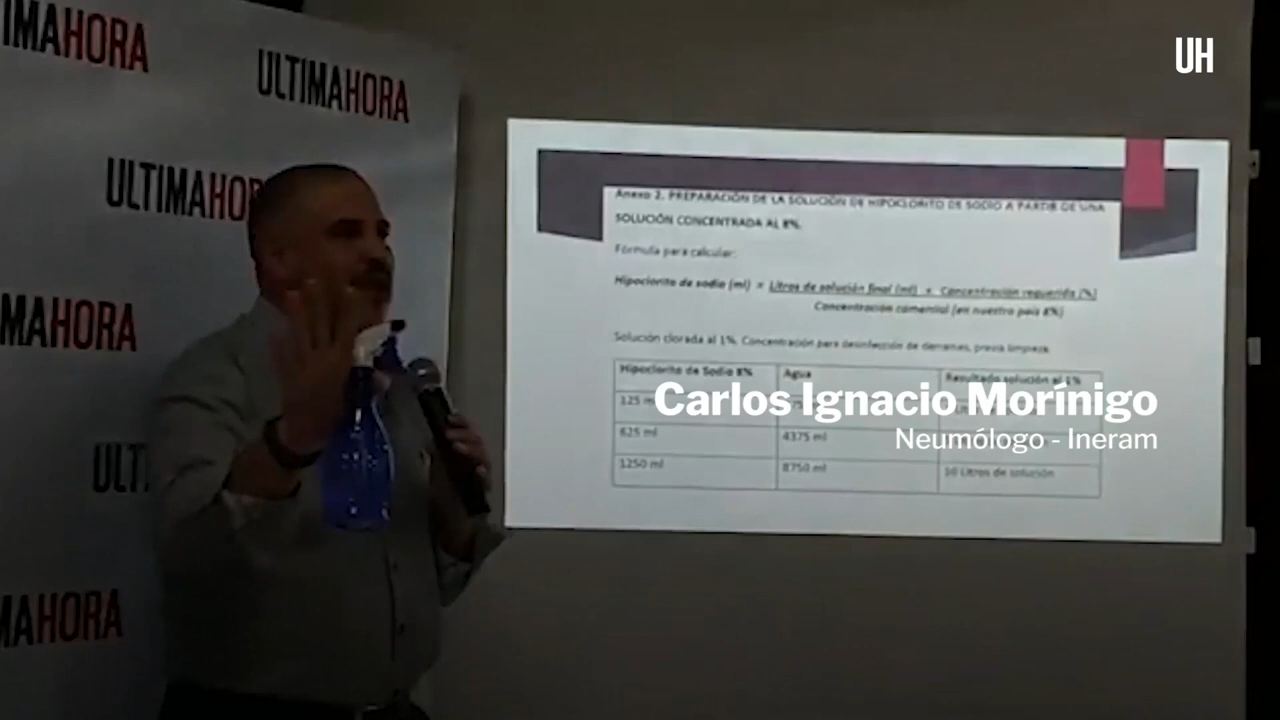 IMAHORA
ULTIMAHORA
UH
ULTIMAHOR
MAHORA
ULTI
MAHORA
Anexo 2. PREPARACIÓN DE LA SOLUCIÓN DE HIPOCLORITO DE SODIO A PARTIR DE UNA
SOLUCIÓN CONCENTRADA AL 8%.
Fórmula para calcular:
Hipoclorito de sodio (ml) = Litros de solución final (ml) x Concentración requerida (%)
Concentración comercial (en nuestro país 8%)
Solución clorada al 1%. Concentración para desinfección de derrames, previa limpieza
Hipoclorito de Sodio 8% Agua Resultado solución al 1%
125 m
Carlos Ignacio Morínigo
625 ml 4375 ml
Neumólogo - Ineram
1250 ml 8750 ml 10 Litros de solución